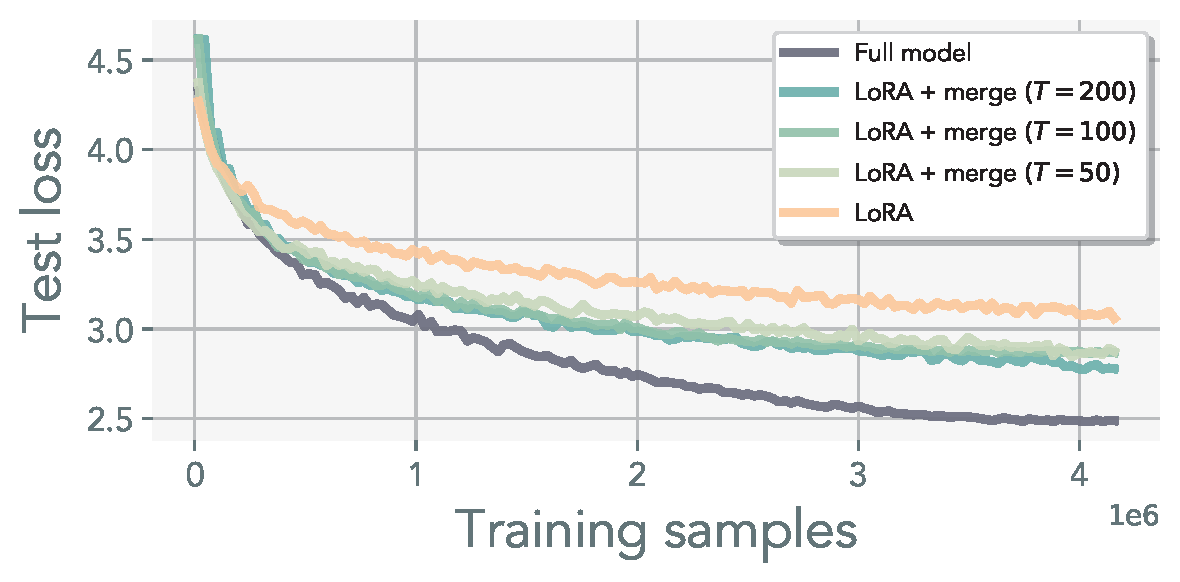 Full model
LoRA + merge (T = 200)
LoRA + merge (T = 100)
LoRA + merge (T = 50)
LoRA
Test loss
4.5
4.0
3.5
3.0
2.5
0 1 2 3 4
1e6
Training samples